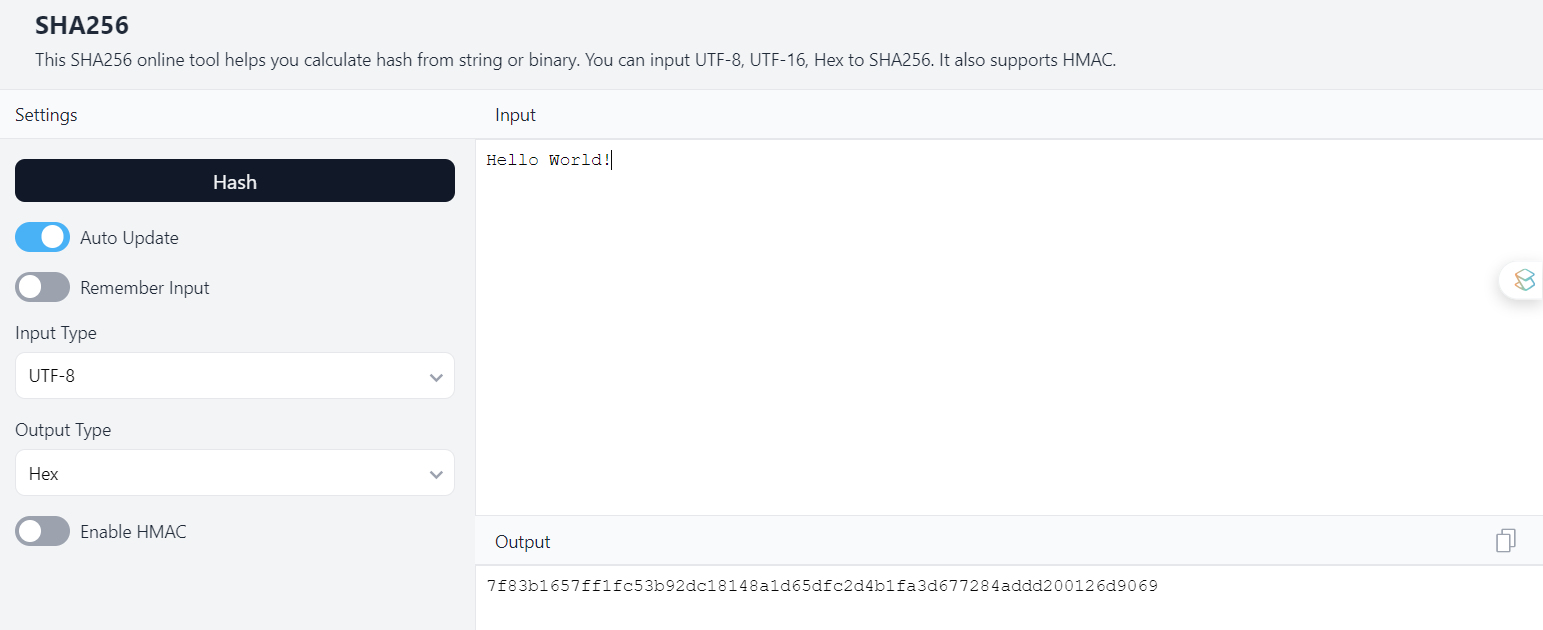 SHA256
This SHA256 online tool helps you calculate hash from string or binary. You can input UTF-8, UTF-16, Hex to SHA256. It also supports HMAC.
Settings
Input
Hash
Auto Update
Remember Input
Input Type
UTF-8
Output Type
Hex
Enable HMAC
Hello World!
Output
7f83b1657ff1fc53b92dc18148a1d65dfc2d4b1fa3d677284addd200126d9069